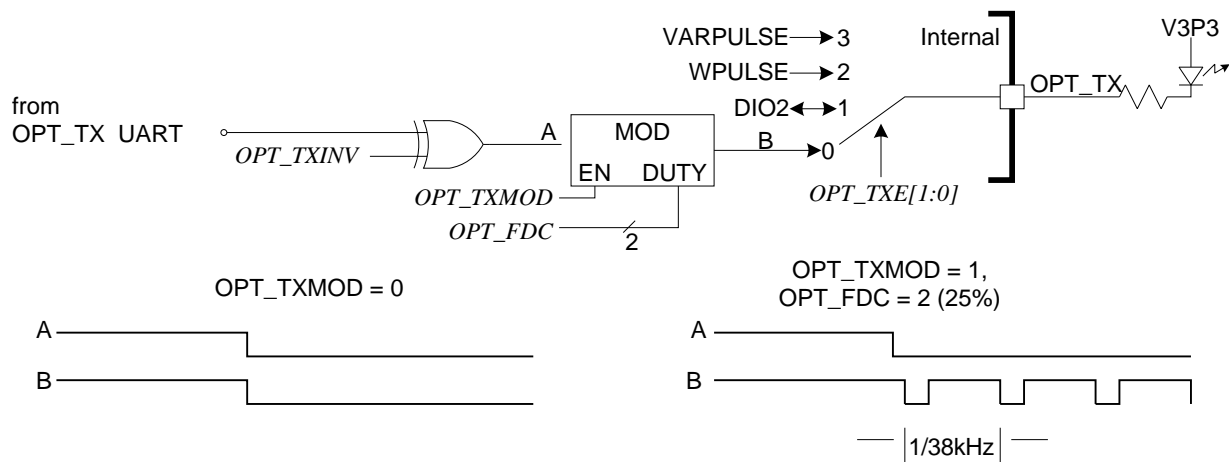 VARPULSE 3
WPULSE 2
DIO2 1
B 0
Internal
V3P3
OPT_TX
from
OPT_TX UART
OPT_TXINV
A
MOD
EN DUTY
OPT_TXMOD
OPT_FDC
2
OPT_TXE[1:0]
OPT_TXMOD = 0
A
B
OPT_TXMOD = 1,
OPT_FDC = 2 (25%)
A
B
1/38kHz